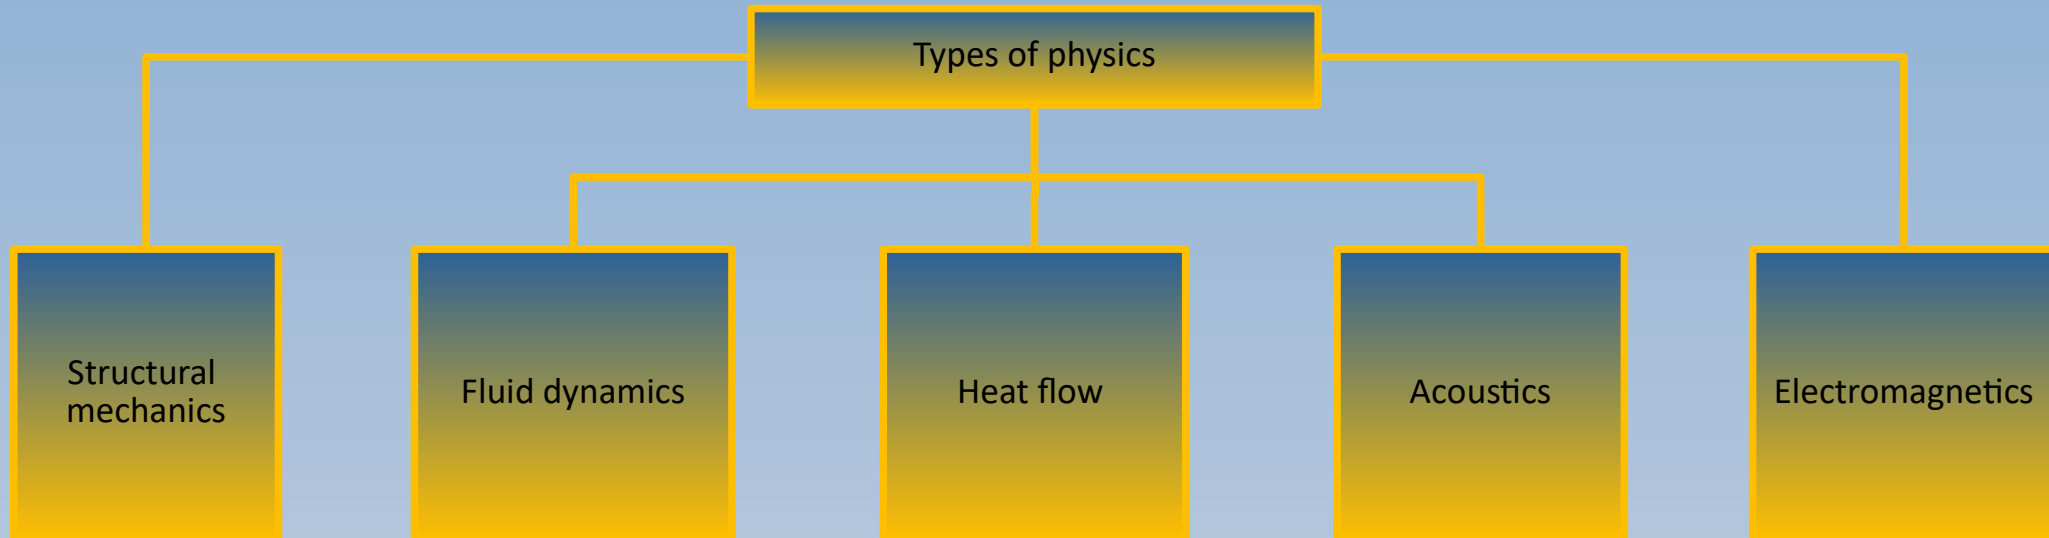 Types of physics
Structural
mechanics
Fluid dynamics
Heat flow
Acoustics
Electromagnetics